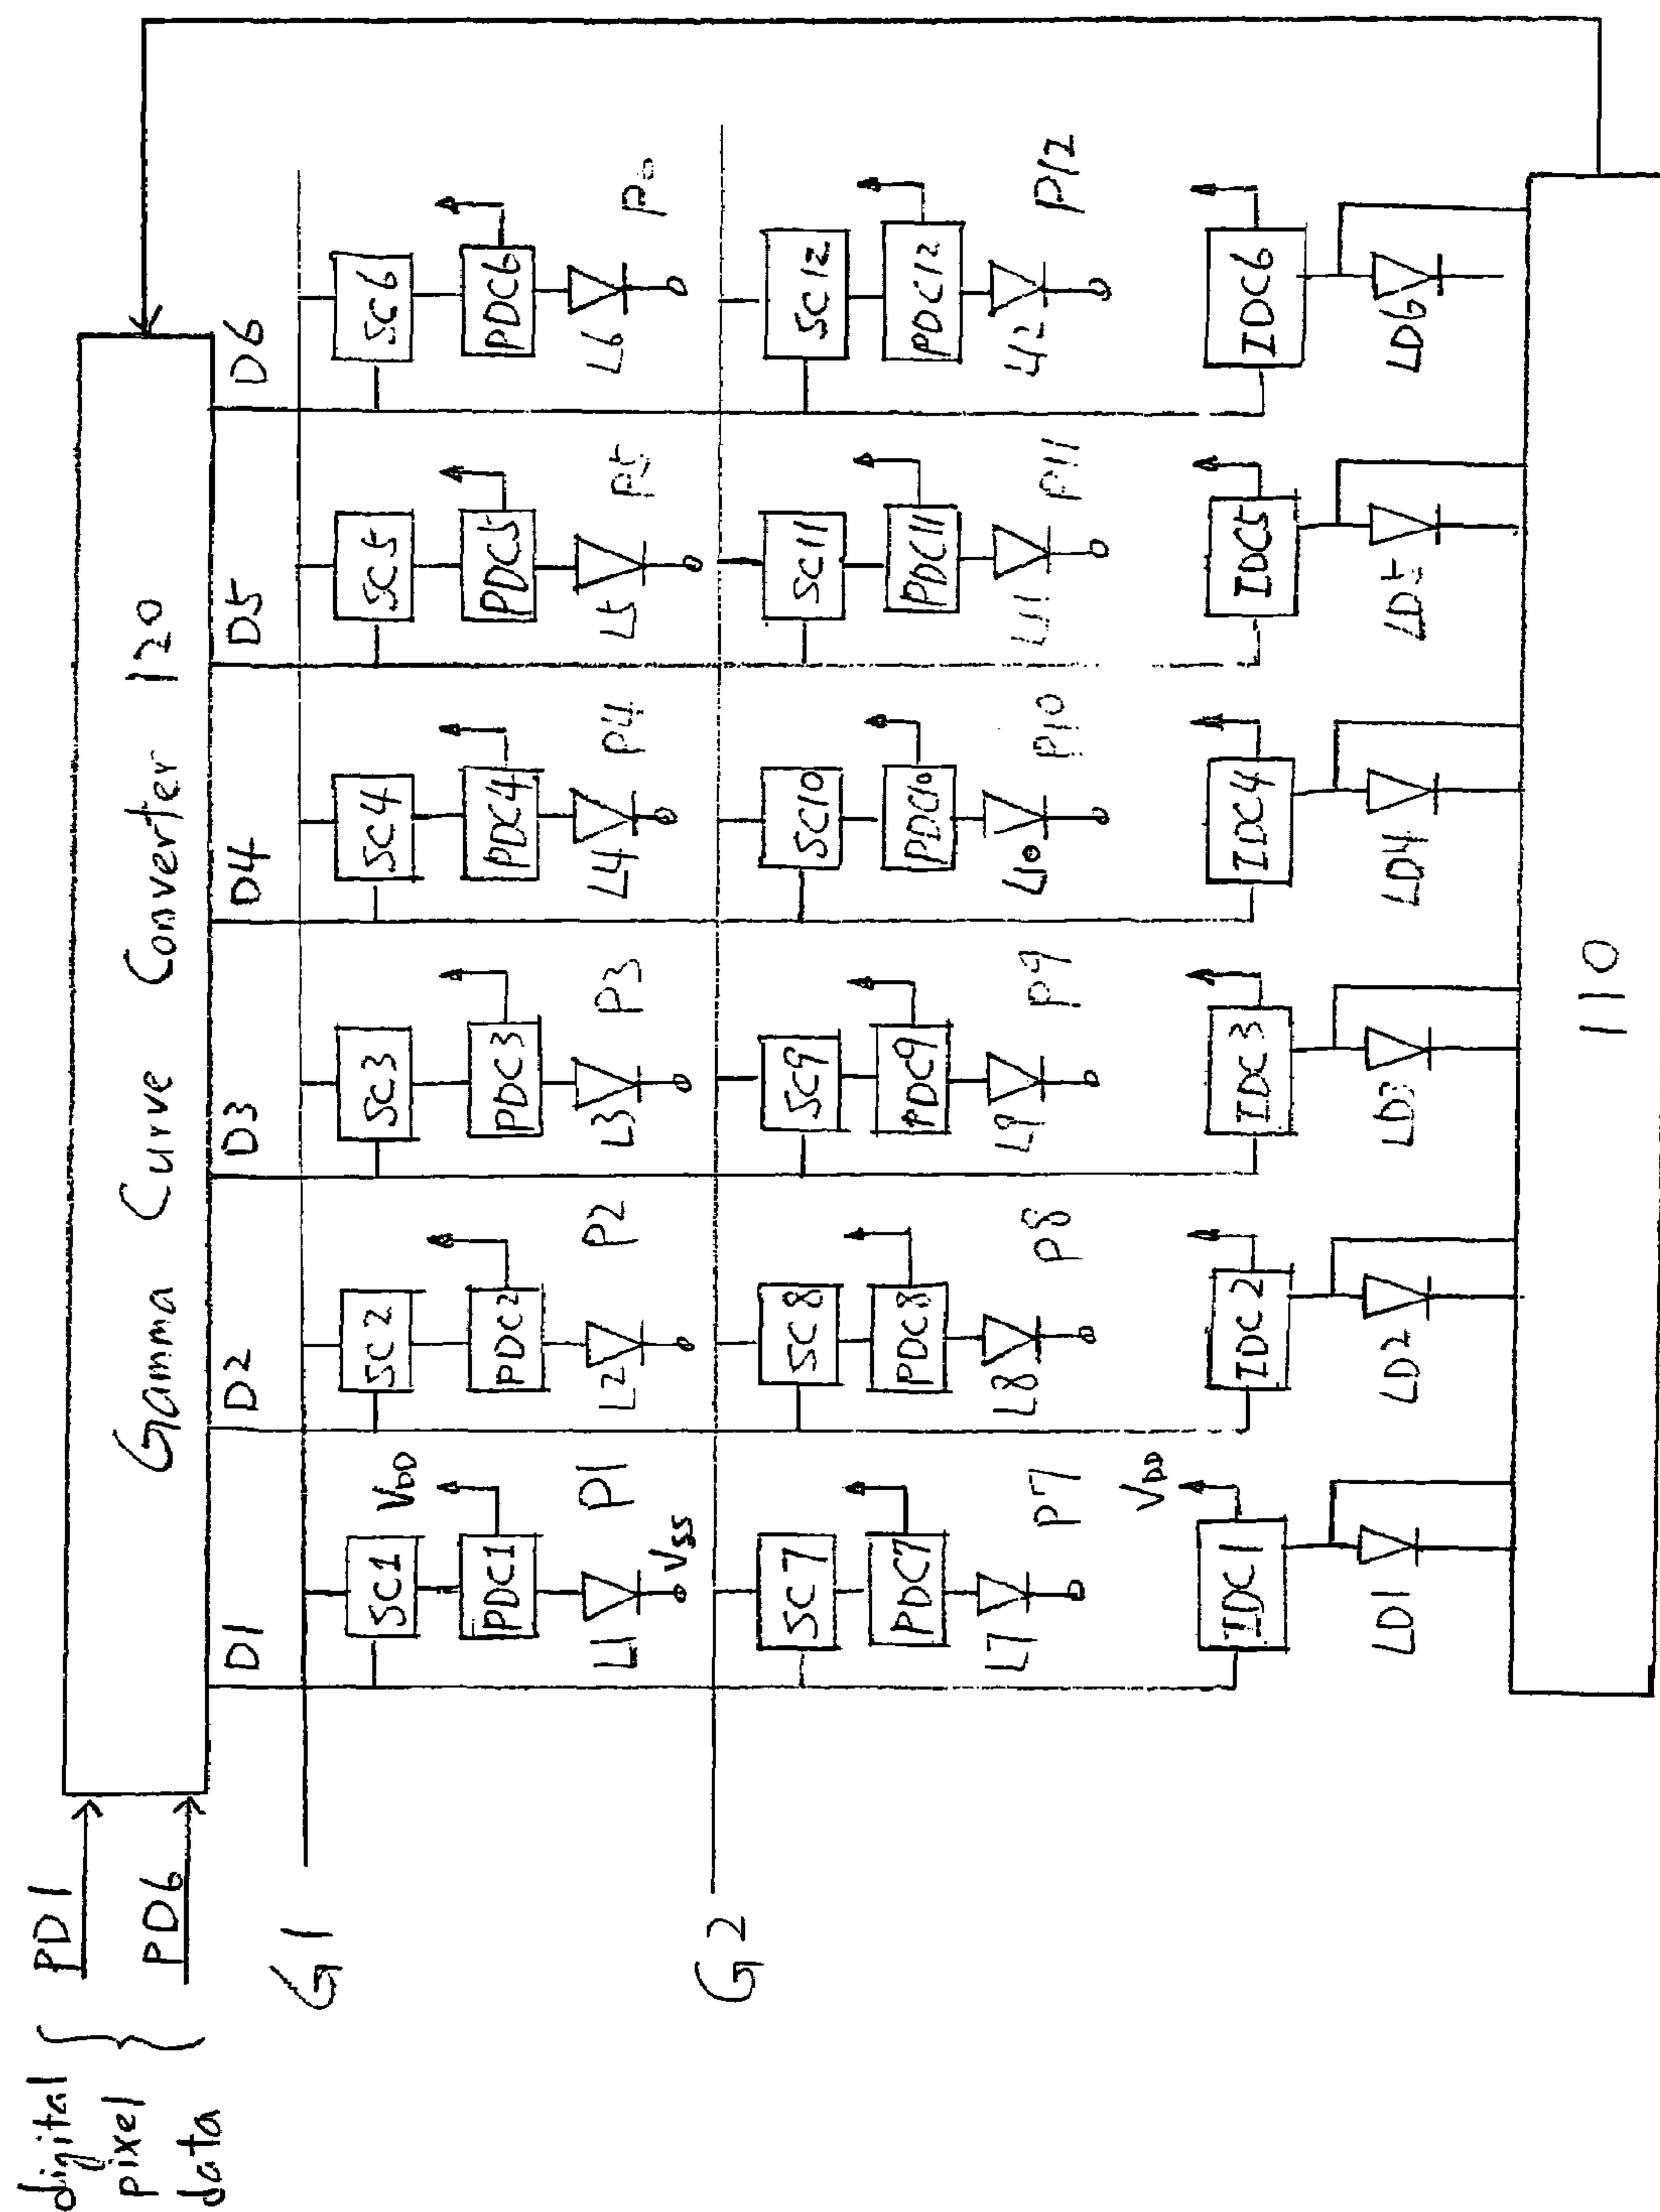 digital
pixel
data
PD1
PD6
Gamma Curve Converter 120
D1 D2 D3 D4 D5 D6
G1
SC1 SC2 SC3 SC4 SC5 SC6
VDD
PDC1 PDC2 PDC3 PDC4 PDC5 PDC6
L1 L2 L3 L4 L5 L6
P1 P2 P3 P4 P5
VSS
G2
SC7 SC8 SC9 SC10 SC11 SC12
PDC7 PDC8 PDC9 PDC10 PDC11 PDC12
L7 L8 L9 L10 L11 L12
P7 P8 P9 P10 P11 P12
VDD
IDC1 IDC2 IDC3 IDC4 IDC5 IDC6
LD1 LD2 LD3 LD4 LD5 LD6
110